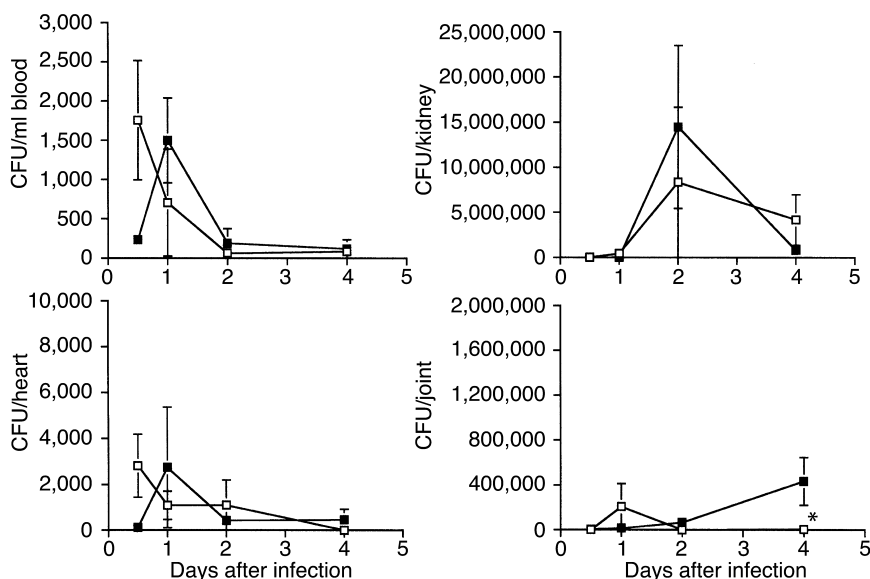 CFU/ml blood
3,000
2,500
2,000
1,500
1,000
500
0
0 1 2 3 4 5
CFU/kidney
25,000,000
20,000,000
15,000,000
10,000,000
5,000,000
0
0 1 2 3 4 5
CFU/heart
10,000
8,000
6,000
4,000
2,000
0
0 1 2 3 4 5
Days after infection
CFU/joint
2,000,000
1,600,000
1,200,000
800,000
400,000
0
*
0 1 2 3 4 5
Days after infection